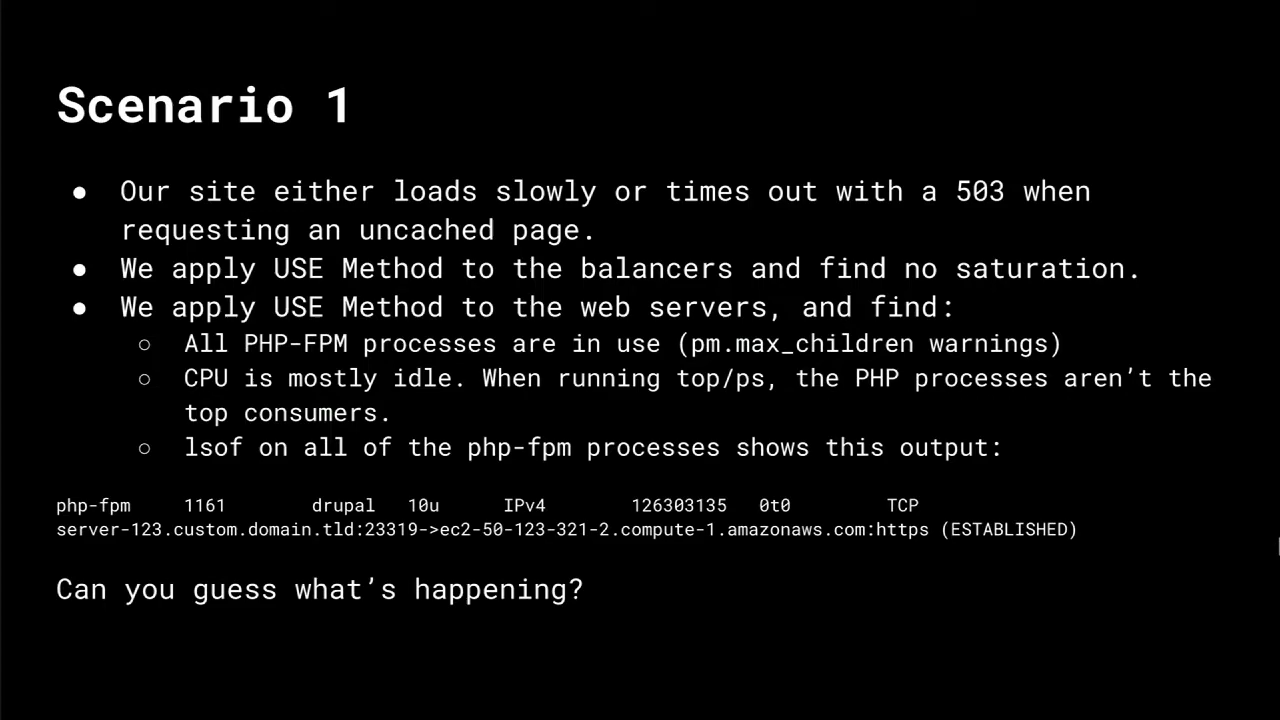 Scenario 1
● Our site either loads slowly or times out with a 503 when
requesting an uncached page.
● We apply USE Method to the balancers and find no saturation.
● We apply USE Method to the web servers, and find:
○ All PHP-FPM processes are in use (pm.max_children warnings)
○ CPU is mostly idle. When running top/ps, the PHP processes aren’t the
top consumers.
○ lsof on all of the php-fpm processes shows this output:
php-fpm 1161 drupal 10u IPv4 126303135 0t0 TCP
server-123.custom.domain.tld:23319->ec2-50-123-321-2.compute-1.amazonaws.com:https (ESTABLISHED)
Can you guess what’s happening?